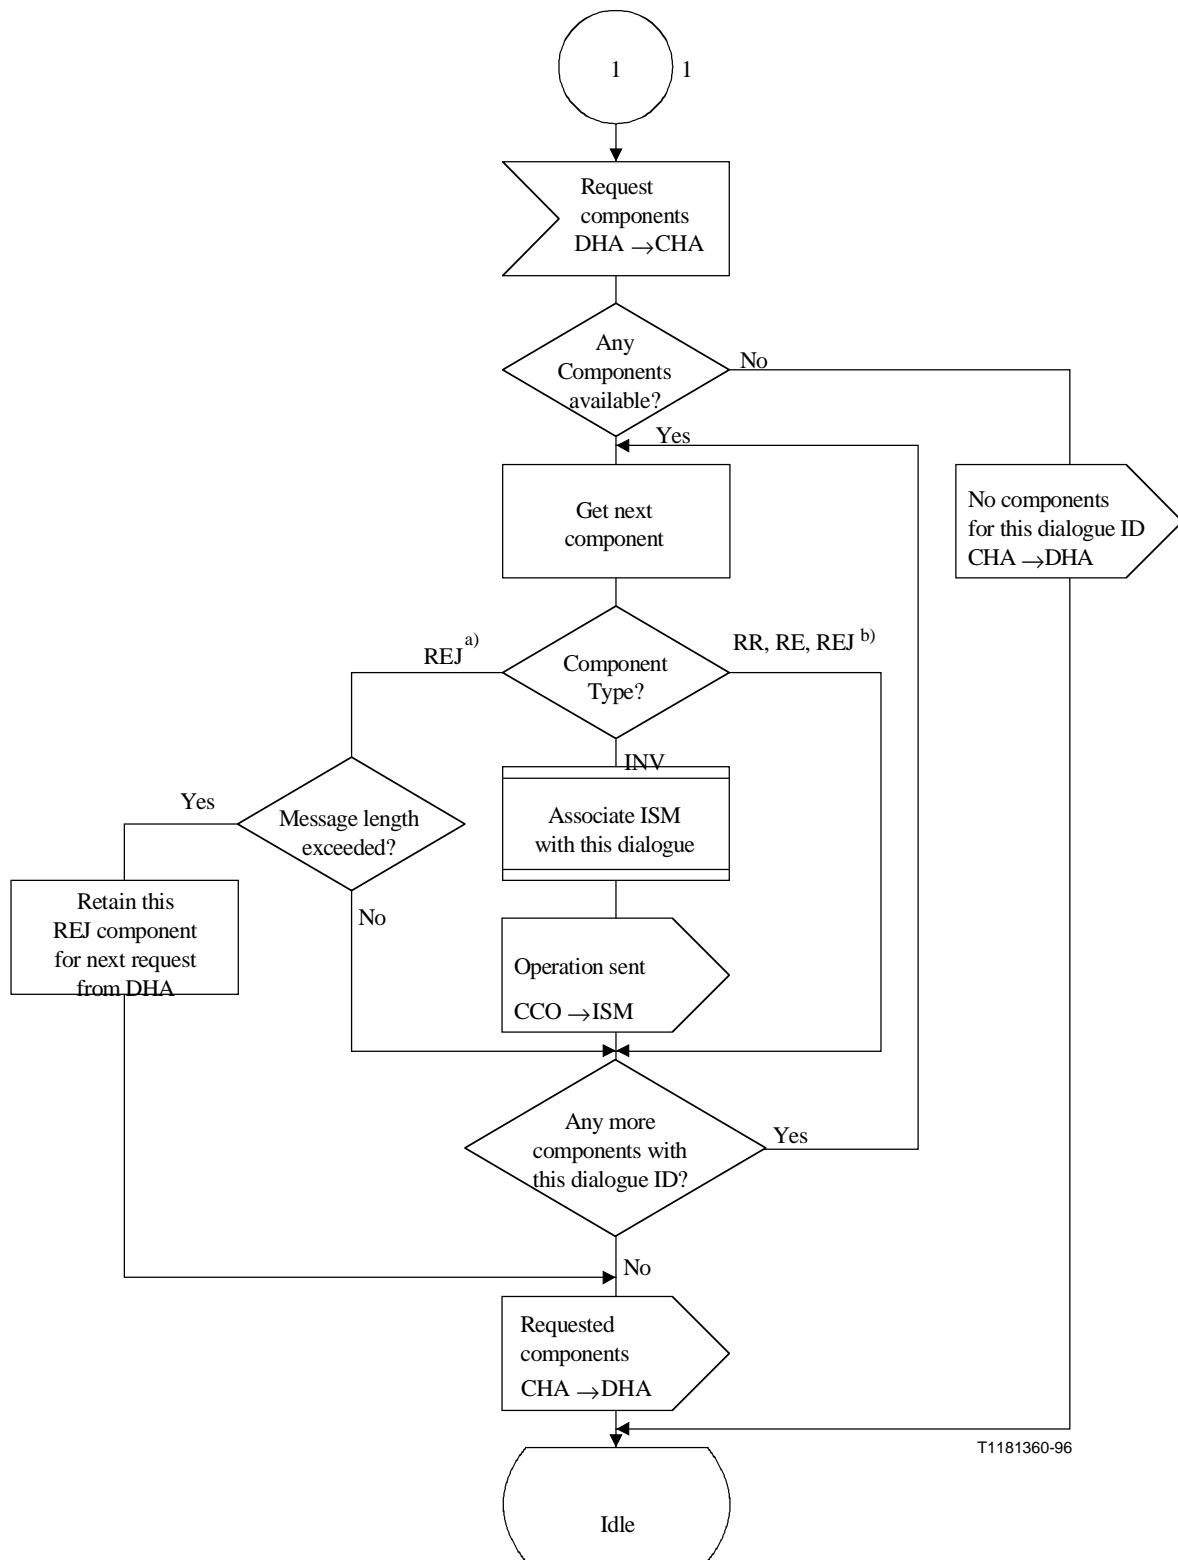 1
1
Request
components
DHA →CHA
Any
Components
available?
No
Yes
Get next
component
No components
for this dialogue ID
CHA →DHA
REJ a)
Component
Type?
RR, RE, REJ b)
INV
Yes
Message length
exceeded?
Associate ISM
with this dialogue
Retain this
REJ component
for next request
from DHA
No
Operation sent
CCO →ISM
Any more
components with
this dialogue ID?
Yes
No
Requested
components
CHA →DHA
T1181360-96
Idle